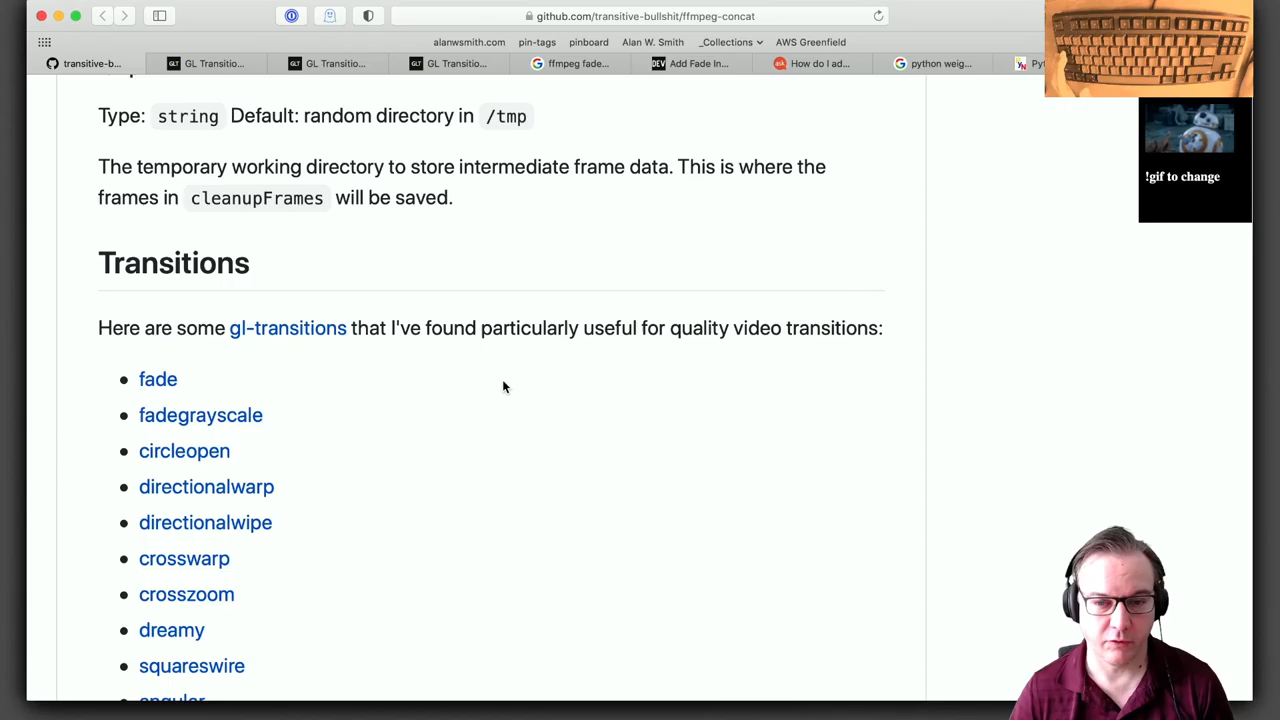 github.com/transitive-bullshit/ffmpeg-concat
alanwsmith.com pin-tags pinboard Alan W. Smith _Collections AWS Greenfield
transitive-b... GL Transitio... GL Transitio... GL Transitio... ffmpeg fade... Add Fade In... How do I ad... python weig...
Type: string Default: random directory in /tmp
The temporary working directory to store intermediate frame data. This is where the
frames in cleanupFrames will be saved.
!gif to change
Transitions
Here are some gl-transitions that I've found particularly useful for quality video transitions:
fade
fadegrayscale
circleopen
directionalwarp
directionalwipe
crosswarp
crosszoom
dreamy
squareswire
angular